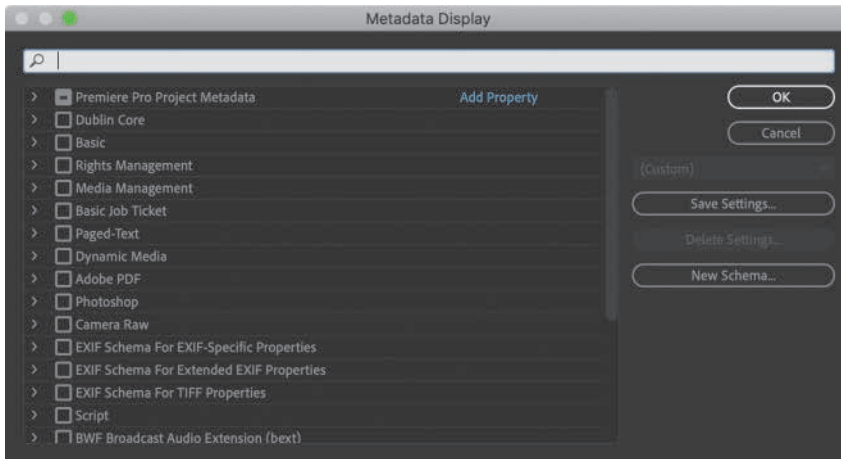 Metadata Display
Premiere Pro Project Metadata Add Property
Dublin Core
Basic
Rights Management
Media Management
Basic Job Ticket
Paged-Text
Dynamic Media
Adobe PDF
Photoshop
Camera Raw
EXIF Schema For EXIF-Specific Properties
EXIF Schema For Extended EXIF Properties
EXIF Schema For TIFF Properties
Script
BWF Broadcast Audio Extension (bext)
OK
Cancel
(Custom)
Save Settings...
Delete Settings...
New Schema...